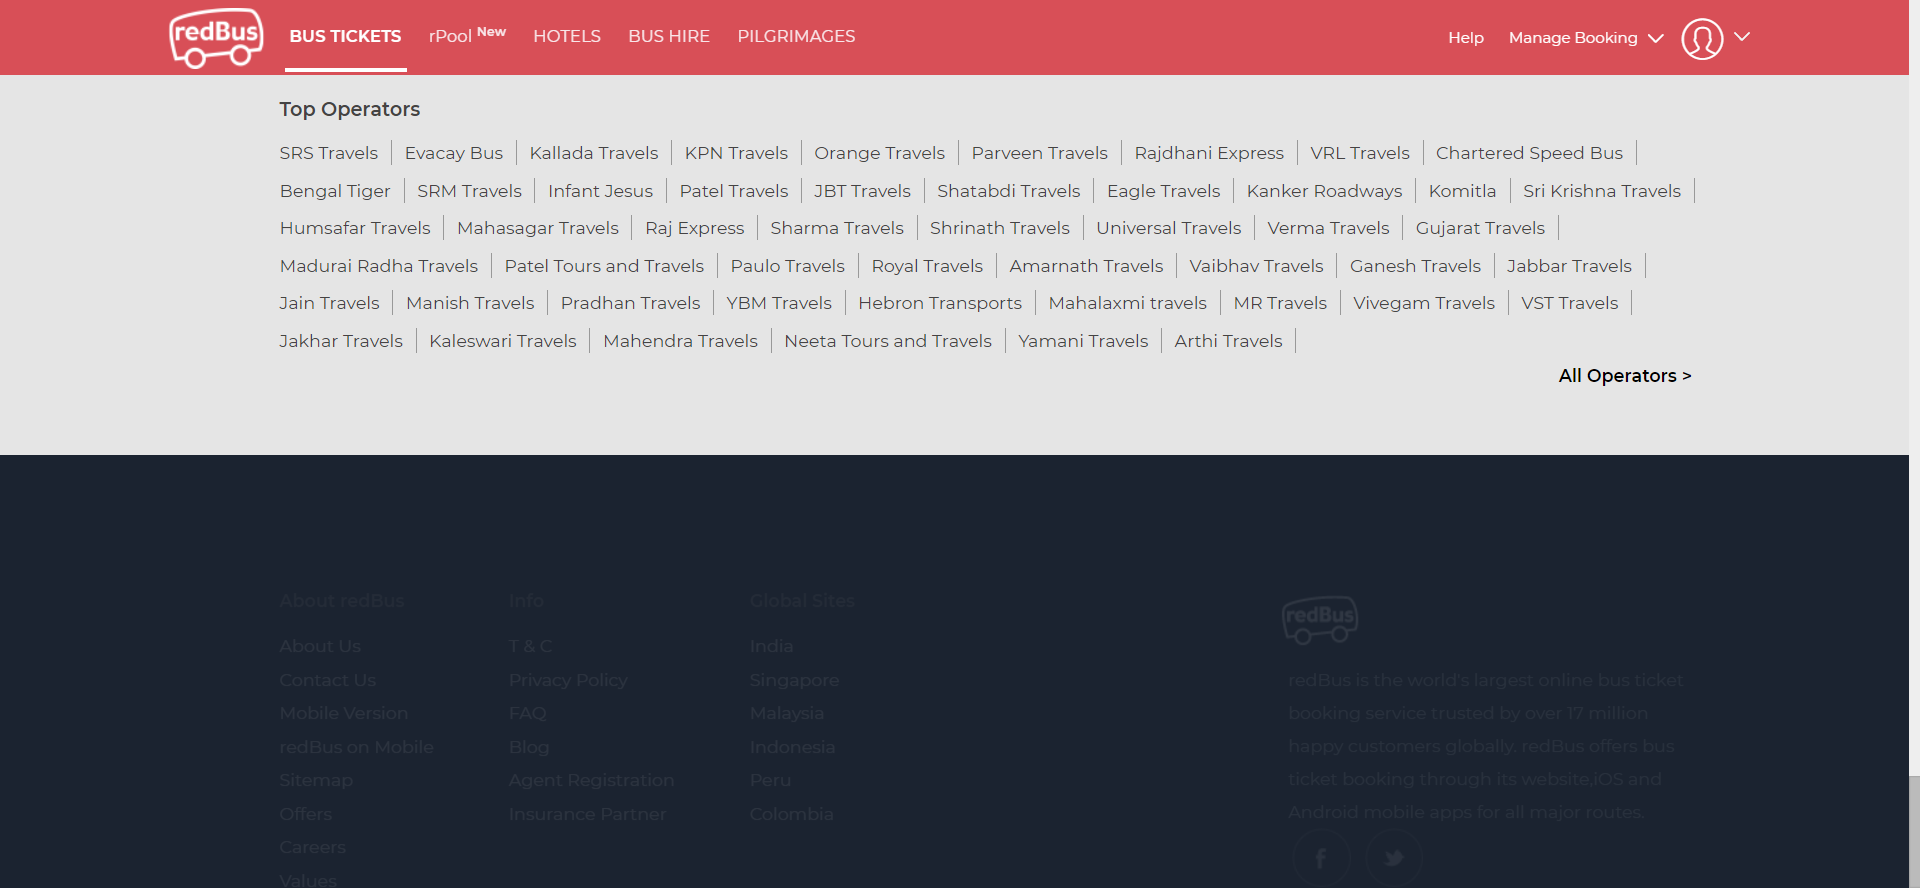 redBus BUS TICKETS rPool New HOTELS BUS HIRE PILGRIMAGES Help Manage Booking
Top Operators
SRS Travels Evacay Bus Kallada Travels KPN Travels Orange Travels Parveen Travels Rajdhani Express VRL Travels Chartered Speed Bus
Bengal Tiger SRM Travels Infant Jesus Patel Travels JBT Travels Shatabdi Travels Eagle Travels Kanker Roadways Komitla Sri Krishna Travels
Humsafar Travels Mahasagar Travels Raj Express Sharma Travels Shrinath Travels Universal Travels Verma Travels Gujarat Travels
Madurai Radha Travels Patel Tours and Travels Paulo Travels Royal Travels Amarnath Travels Vaibhav Travels Ganesh Travels Jabbar Travels
Jain Travels Manish Travels Pradhan Travels YBM Travels Hebron Transports Mahalaxmi travels MR Travels Vivegam Travels VST Travels
Jakhar Travels Kaleswari Travels Mahendra Travels Neeta Tours and Travels Yamani Travels Arthi Travels
All Operators >
About redBus
About Us
Contact Us
Mobile Version
redBus on Mobile
Sitemap
Offers
Careers
Values
Info
T & C
Privacy Policy
FAQ
Blog
Agent Registration
Insurance Partner
Global Sites
India
Singapore
Malaysia
Indonesia
Peru
Colombia
redBus
redBus is the world's largest online bus ticket
booking service trusted by over 17 million
happy customers globally. redBus offers bus
ticket booking through its website,iOS and
Android mobile apps for all major routes.